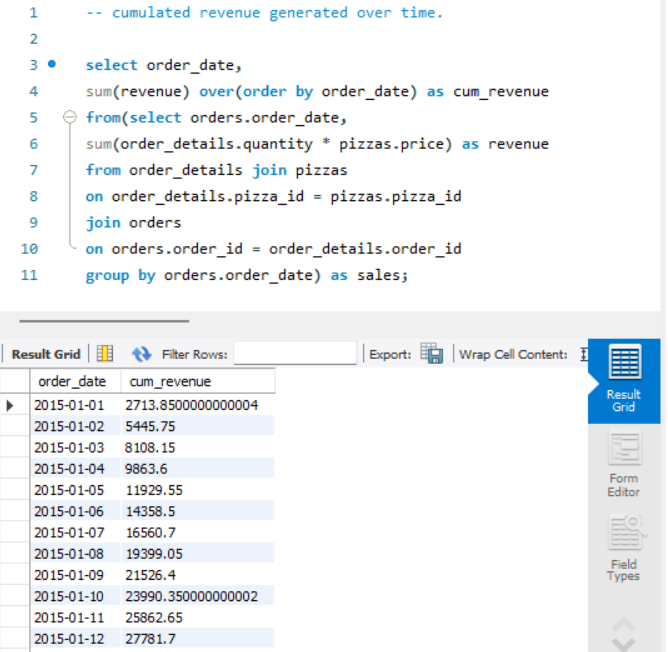 1 -- cumulated revenue generated over time.
2
3 select order_date,
4 sum(revenue) over(order by order_date) as cum_revenue
5 from(select orders.order_date,
6 sum(order_details.quantity * pizzas.price) as revenue
7 from order_details join pizzas
8 on order_details.pizza_id = pizzas.pizza_id
9 join orders
10 on orders.order_id = order_details.order_id
11 group by orders.order_date) as sales;
Result Grid Filter Rows: Export: Wrap Cell Content:
order_date cum_revenue
2015-01-01 2713.8500000000004
2015-01-02 5445.75
2015-01-03 8108.15
2015-01-04 9863.6
2015-01-05 11929.55
2015-01-06 14358.5
2015-01-07 16560.7
2015-01-08 19399.05
2015-01-09 21526.4
2015-01-10 23990.350000000002
2015-01-11 25862.65
2015-01-12 27781.7
Result
Grid
Form
Editor
Field
Types